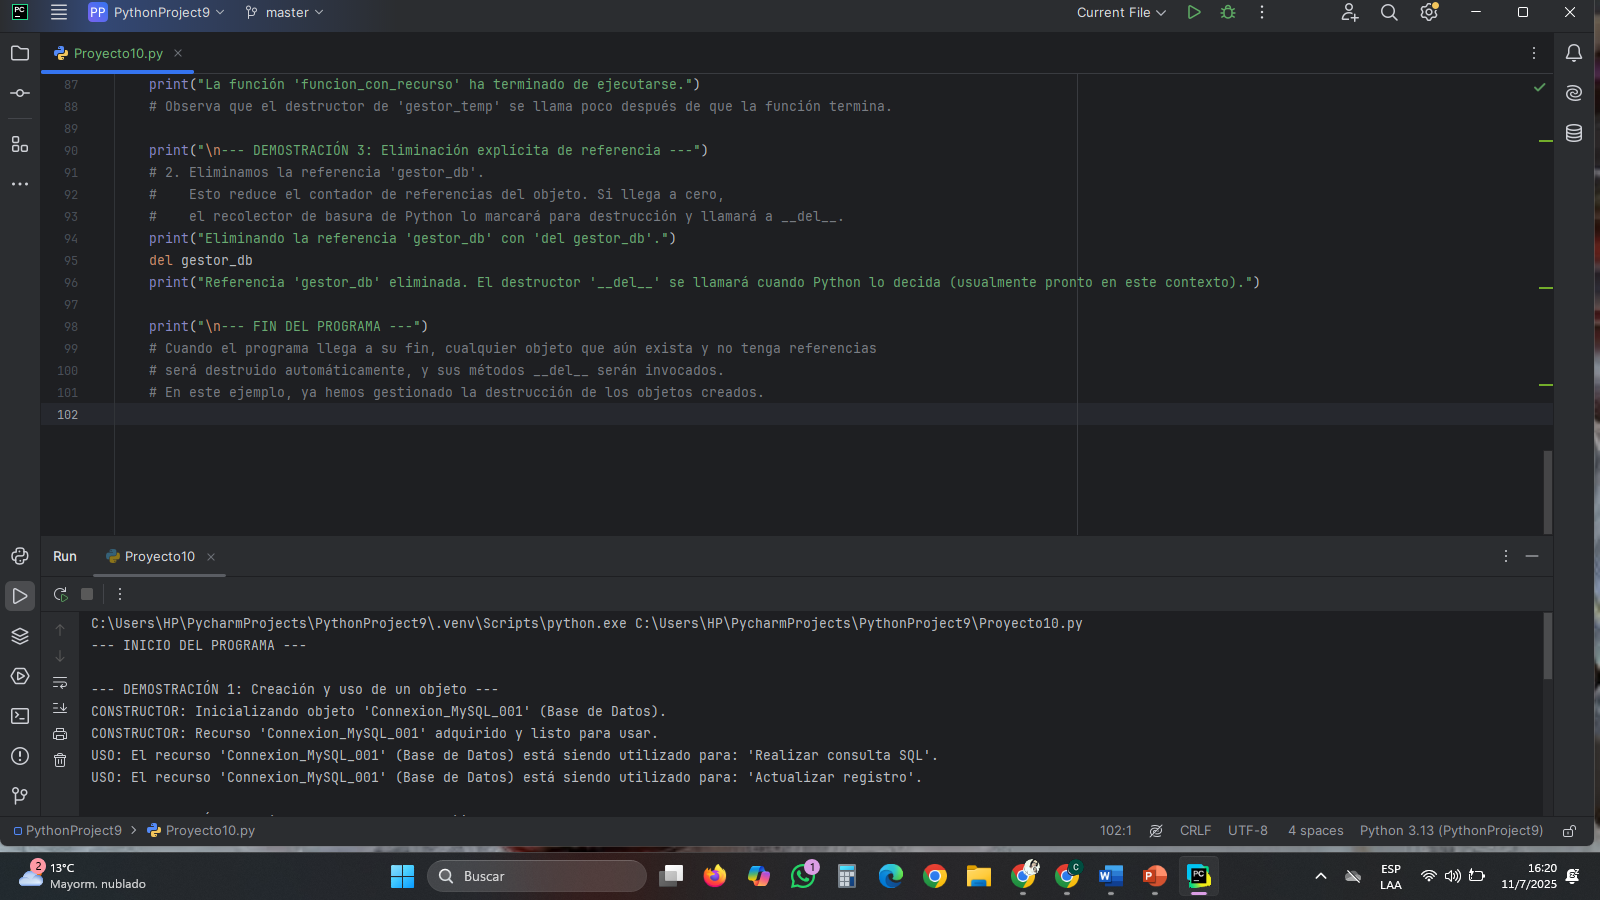 PC
PP PythonProject9
master
Current File
Proyecto10.py
87 print("La función 'funcion_con_recurso' ha terminado de ejecutarse.")
88 # Observa que el destructor de 'gestor_temp' se llama poco después de que la función termina.
89
90 print("\n--- DEMOSTRACIÓN 3: Eliminación explícita de referencia ---")
91 # 2. Eliminamos la referencia 'gestor_db'.
92 # Esto reduce el contador de referencias del objeto. Si llega a cero,
93 # el recolector de basura de Python lo marcará para destrucción y llamará a __del__.
94 print("Eliminando la referencia 'gestor_db' con 'del gestor_db'.")
95 del gestor_db
96 print("Referencia 'gestor_db' eliminada. El destructor '__del__' se llamará cuando Python lo decida (usualmente pronto en este contexto).")
97
98 print("\n--- FIN DEL PROGRAMA ---")
99 # Cuando el programa llega a su fin, cualquier objeto que aún exista y no tenga referencias
100 # será destruido automáticamente, y sus métodos __del__ serán invocados.
101 # En este ejemplo, ya hemos gestionado la destrucción de los objetos creados.
102
Run Proyecto10
C:\Users\HP\PycharmProjects\PythonProject9\.venv\Scripts\python.exe C:\Users\HP\PycharmProjects\PythonProject9\Proyecto10.py
--- INICIO DEL PROGRAMA ---
--- DEMOSTRACIÓN 1: Creación y uso de un objeto ---
CONSTRUCTOR: Inicializando objeto 'Connexion_MySQL_001' (Base de Datos).
CONSTRUCTOR: Recurso 'Connexion_MySQL_001' adquirido y listo para usar.
USO: El recurso 'Connexion_MySQL_001' (Base de Datos) está siendo utilizado para: 'Realizar consulta SQL'.
USO: El recurso 'Connexion_MySQL_001' (Base de Datos) está siendo utilizado para: 'Actualizar registro'.
PythonProject9 > Proyecto10.py
102:1 CRLF UTF-8 4 spaces Python 3.13 (PythonProject9)
2
13°C
Mayorm. nublado
Buscar
1
C
W
P
PC
ESP
LAA
16:20
11/7/2025